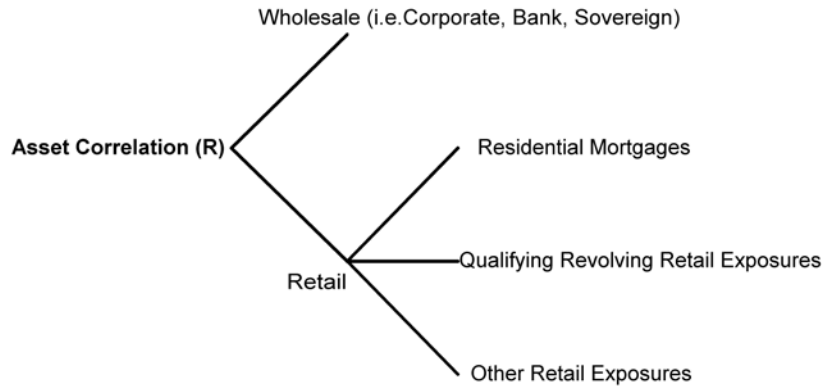 Wholesale (i.e.Corporate, Bank, Sovereign)
Asset Correlation (R)
Residential Mortgages
Qualifying Revolving Retail Exposures
Retail
Other Retail Exposures